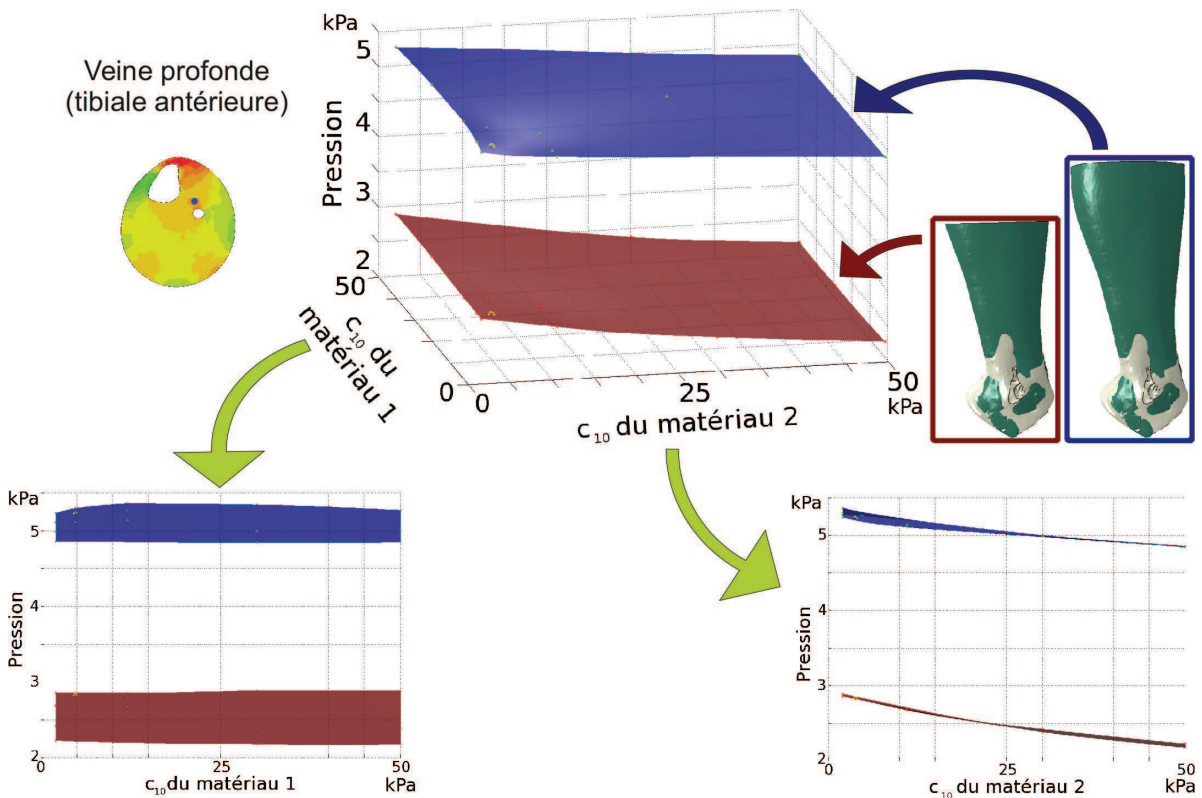 Veine profonde
(tibiale antérieure)
kPa
5
4
3
2
Pression
50
0
c10 du
matériau 1
0
25
50
kPa
c10 du matériau 2
kPa
5
4
3
2
Pression
0
25
50
c10 du matériau 1
kPa
kPa
5
4
3
2
Pression
0
25
50
c10 du matériau 2
kPa